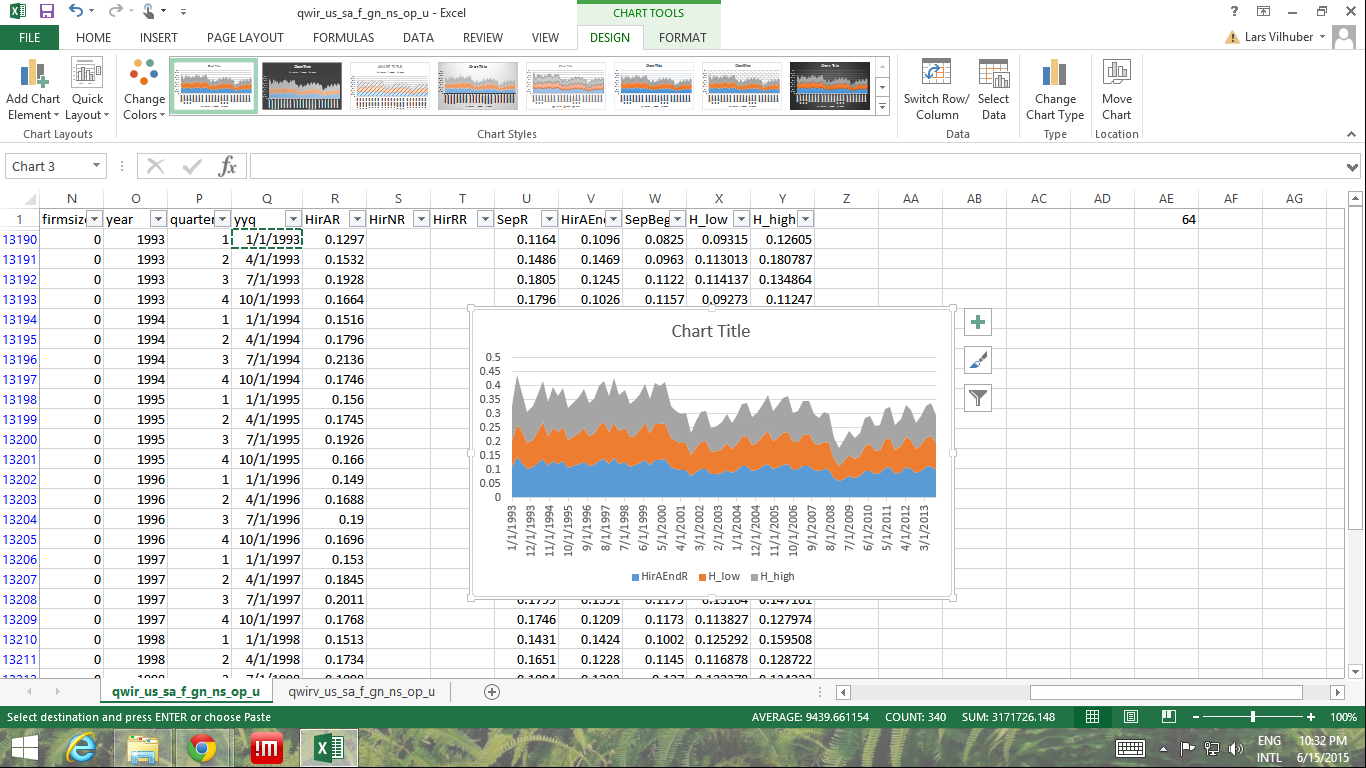 qwir_us_sa_f_gn_ns_op_u - Excel
CHART TOOLS
FILE HOME INSERT PAGE LAYOUT FORMULAS DATA REVIEW VIEW DESIGN FORMAT
Lars Vilhuber
Add Chart Element
Quick Layout
Change Colors
Switch Row/ Column
Select Data
Change Chart Type
Move Chart
Chart Layouts Chart Styles Data Type Location
Chart 3 fx
N O P Q R S T U V W X Y Z AA AB AC AD AE AF AG
1 firmsize year quarter yyq HirAR HirNR HirRR SepR HirAEn SepBeg H_low H_high 64
13190 0 1993 1 1/1/1993 0.1297 0.1164 0.1096 0.0825 0.09315 0.12605
13191 0 1993 2 4/1/1993 0.1532 0.1486 0.1469 0.0963 0.113013 0.180787
13192 0 1993 3 7/1/1993 0.1928 0.1805 0.1245 0.1122 0.114137 0.134864
13193 0 1993 4 10/1/1993 0.1664 0.1796 0.1026 0.1157 0.09273 0.11247
13194 0 1994 1 1/1/1994 0.1516
13195 0 1994 2 4/1/1994 0.1796
13196 0 1994 3 7/1/1994 0.2136
13197 0 1994 4 10/1/1994 0.1746
13198 0 1995 1 1/1/1995 0.156
13199 0 1995 2 4/1/1995 0.1745
13200 0 1995 3 7/1/1995 0.1926
13201 0 1995 4 10/1/1995 0.166
13202 0 1996 1 1/1/1996 0.149
13203 0 1996 2 4/1/1996 0.1688
13204 0 1996 3 7/1/1996 0.19
13205 0 1996 4 10/1/1996 0.1696
13206 0 1997 1 1/1/1997 0.153
13207 0 1997 2 4/1/1997 0.1845
13208 0 1997 3 7/1/1997 0.2011
13209 0 1997 4 10/1/1997 0.1768 0.1746 0.1209 0.1173 0.113827 0.127974
13210 0 1998 1 1/1/1998 0.1513 0.1431 0.1424 0.1002 0.125292 0.159508
13211 0 1998 2 4/1/1998 0.1734 0.1651 0.1228 0.1145 0.116878 0.128722
Chart Title
0.5
0.45
0.4
0.35
0.3
0.25
0.2
0.15
0.1
0.05
0
1/1/1993 12/1/1993 11/1/1994 10/1/1995 9/1/1996 8/1/1997 7/1/1998 6/1/1999 5/1/2000 4/1/2001 3/1/2002 2/1/2003 1/1/2004 12/1/2004 11/1/2005 10/1/2006 9/1/2007 8/1/2008 7/1/2009 6/1/2010 5/1/2011 4/1/2012 3/1/2013
HirAEndR H_low H_high
qwir_us_sa_f_gn_ns_op_u qwirv_us_sa_f_gn_ns_op_u
Select destination and press ENTER or choose Paste AVERAGE: 9439.661154 COUNT: 340 SUM: 3171726.148 100%
!m
ENG 10:32 PM
INTL 6/15/2015